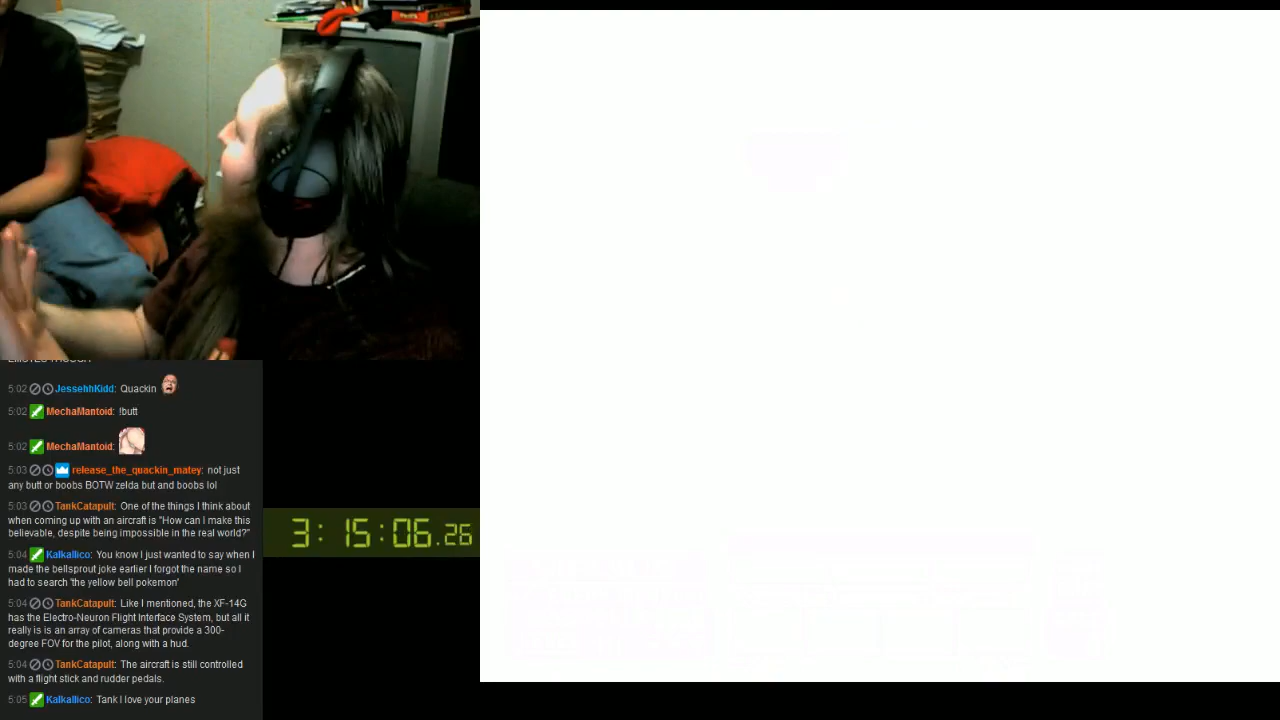 5:02 JessehhKidd: Quackin
5:02 MechaMantoid: !butt
5:02 MechaMantoid:
5:03 release_the_quackin_matey: not just
any butt or boobs BOTW zelda but and boobs lol
5:03 TankCatapult: One of the things I think about
when coming up with an aircraft is "How can I make this
believable, despite being impossible in the real world?"
5:04 Kalkallico: You know I just wanted to say when I
made the bellsprout joke earlier I forgot the name so I
had to search 'the yellow bell pokemon'
5:04 TankCatapult: Like I mentioned, the XF-14G
has the Electro-Neuron Flight Interface System, but all it
really is is an array of cameras that provide a 300-
degree FOV for the pilot, along with a hud.
5:04 TankCatapult: The aircraft is still controlled
with a flight stick and rudder pedals.
5:05 Kalkallico: Tank I love your planes
3:15:06.26